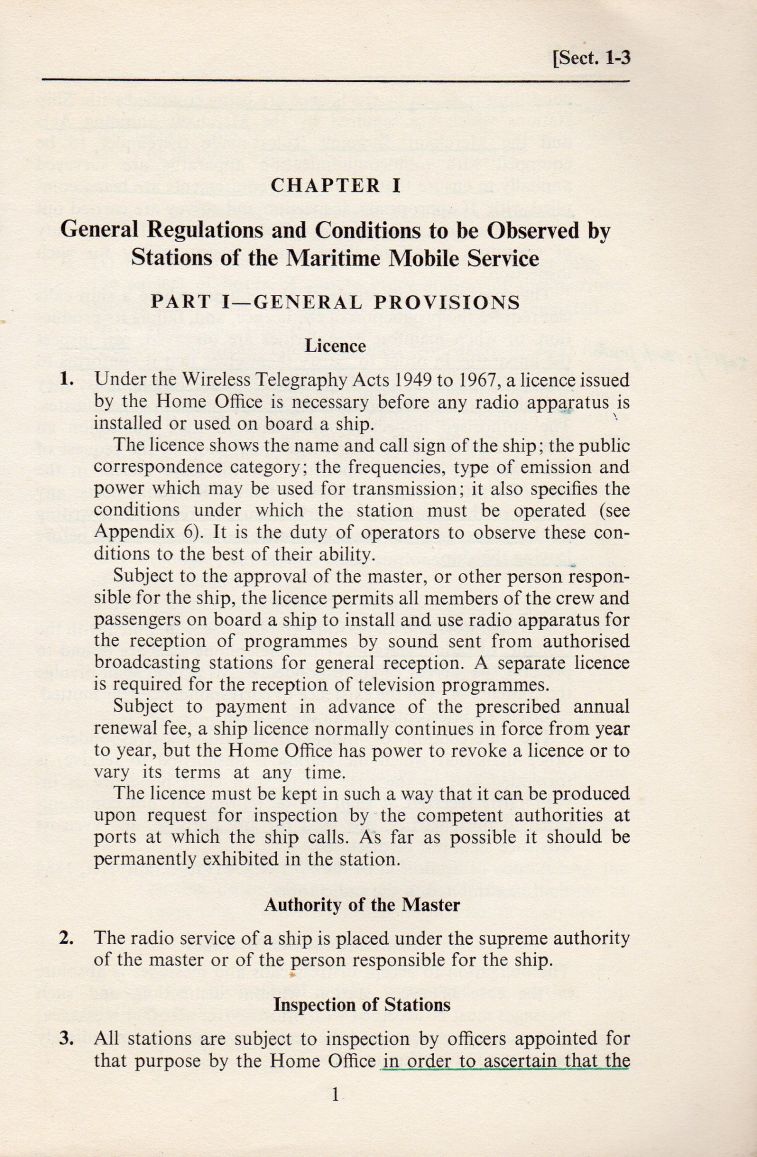 [Sect. 1-3
CHAPTER I
General Regulations and Conditions to be Observed by
Stations of the Maritime Mobile Service
PART I—GENERAL PROVISIONS
Licence
1. Under the Wireless Telegraphy Acts 1949 to 1967, a licence issued
by the Home Office is necessary before any radio apparatus is
installed or used on board a ship.
The licence shows the name and call sign of the ship; the public
correspondence category; the frequencies, type of emission and
power which may be used for transmission; it also specifies the
conditions under which the station must be operated (see
Appendix 6). It is the duty of operators to observe these con-
ditions to the best of their ability.
Subject to the approval of the master, or other person respon-
sible for the ship, the licence permits all members of the crew and
passengers on board a ship to install and use radio apparatus for
the reception of programmes by sound sent from authorised
broadcasting stations for general reception. A separate licence
is required for the reception of television programmes.
Subject to payment in advance of the prescribed annual
renewal fee, a ship licence normally continues in force from year
to year, but the Home Office has power to revoke a licence or to
vary its terms at any time.
The licence must be kept in such a way that it can be produced
upon request for inspection by the competent authorities at
ports at which the ship calls. As far as possible it should be
permanently exhibited in the station.
Authority of the Master
2. The radio service of a ship is placed under the supreme authority
of the master or of the person responsible for the ship.
Inspection of Stations
3. All stations are subject to inspection by officers appointed for
that purpose by the Home Office in order to ascertain that the
1